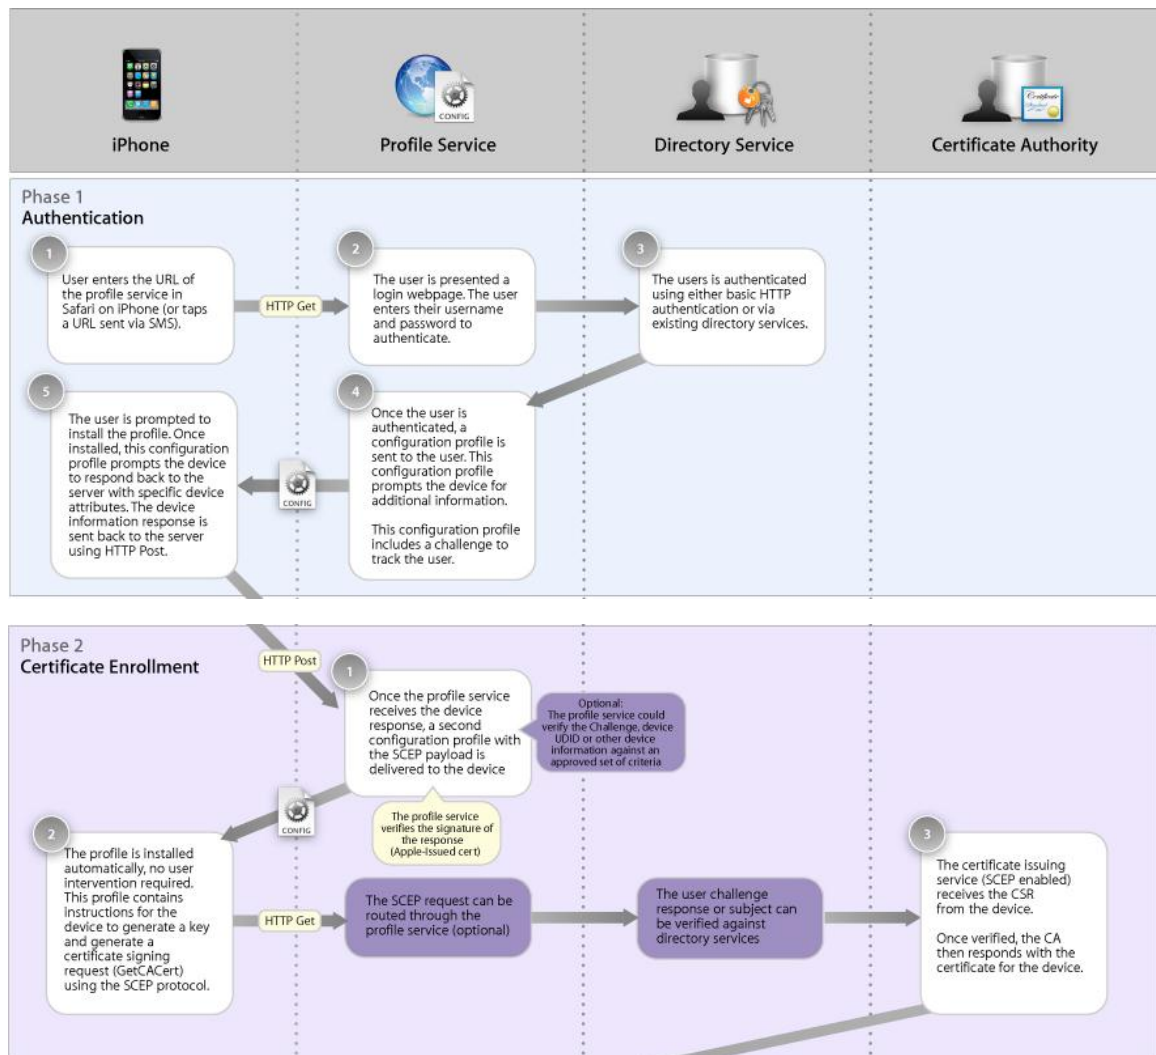 CONFIG
iPhone
Profile Service
Directory Service
Certificate
Certificate Authority
Phase 1
Authentication
1
User enters the URL of
the profile service in
Safari on iPhone (or taps
a URL sent via SMS).
HTTP Get
2
The user is presented a
login webpage. The user
enters their username
and password to
authenticate.
3
The users is authenticated
using either basic HTTP
authentication or via
existing directory services.
5
The user is prompted to
install the profile. Once
installed, this configuration
profile prompts the device
to respond back to the
server with specific device
attributes. The device
information response is
sent back to the server
using HTTP Post.
CONFIG
4
Once the user is
authenticated, a
configuration profile is
sent to the user. This
configuration profile
prompts the device for
additional information.
This configuration profile
includes a challenge to
track the user.
Phase 2
Certificate Enrollment
HTTP Post
1
Once the profile service
receives the device
response, a second
configuration profile with
the SCEP payload is
delivered to the device
Optional:
The profile service could
verify the Challenge, device
UDID or other device
information against an
approved set of criteria
CONFIG
The profile service
verifies the signature of
the response
(Apple-Issued cert)
2
The profile is installed
automatically, no user
intervention required.
This profile contains
instructions for the
device to generate a key
and generate a
certificate signing
request (GetCACert)
using the SCEP protocol.
HTTP Get
The SCEP request can be
routed through the
profile service (optional)
The user challenge
response or subject can
be verified against
directory services
3
The certificate issuing
service (SCEP enabled)
receives the CSR
from the device.
Once verified, the CA
then responds with the
certificate for the device.